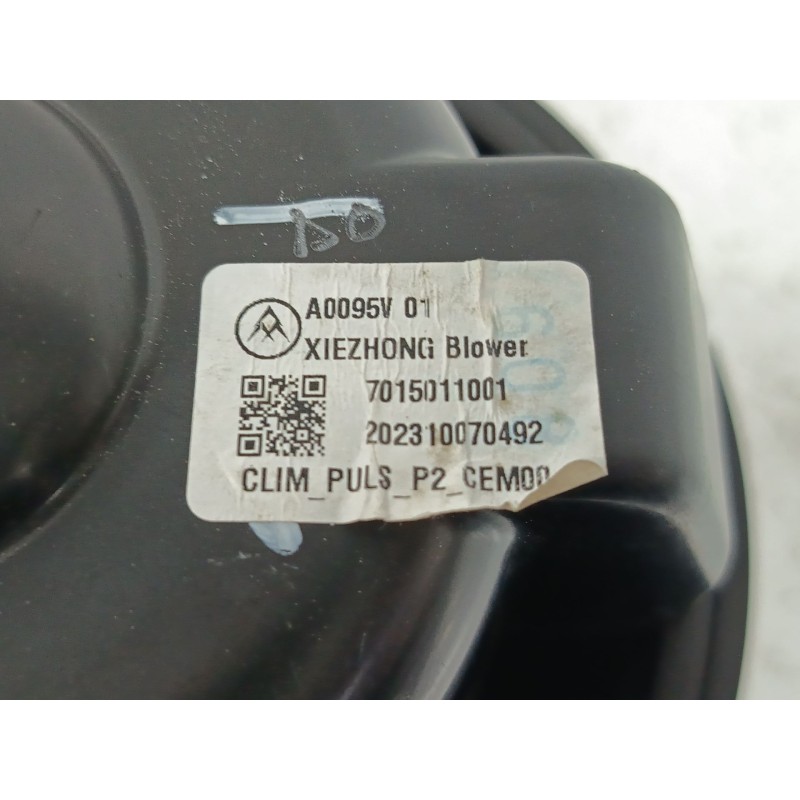 A0095V 01
XIEZHONG Blower
7015011001
202310070492
CLIM_PULS_P2_CEM00